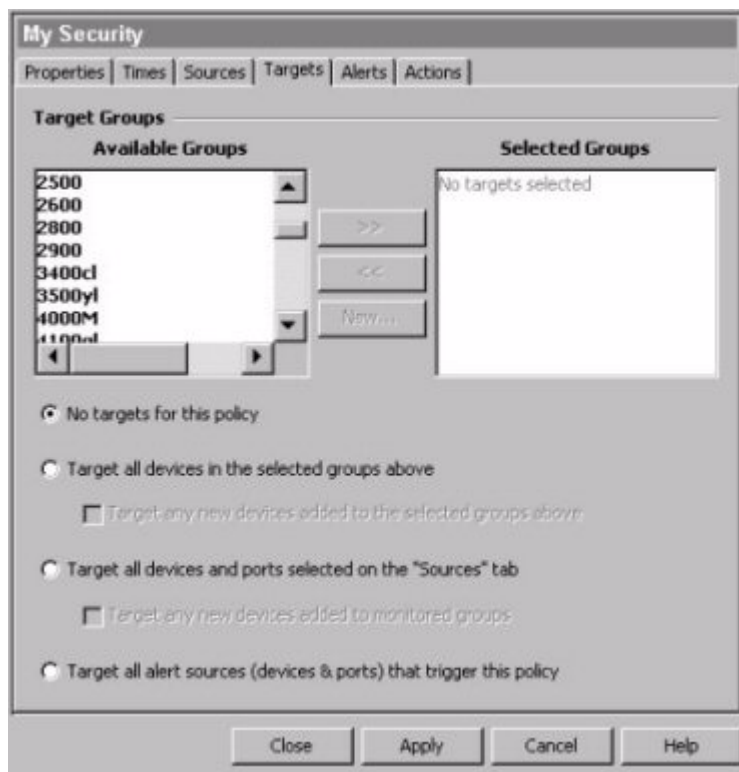 My Security
Properties Times Sources Targets Alerts Actions
Target Groups
Available Groups
Selected Groups
2500
2600
2800
2900
3400cl
3500yl
4000M
4100gl
No targets selected
>>
<<
New...
No targets for this policy
Target all devices in the selected groups above
Target any new devices added to the selected groups above
Target all devices and ports selected on the "Sources" tab
Target any new devices added to monitored groups
Target all alert sources (devices & ports) that trigger this policy
Close Apply Cancel Help